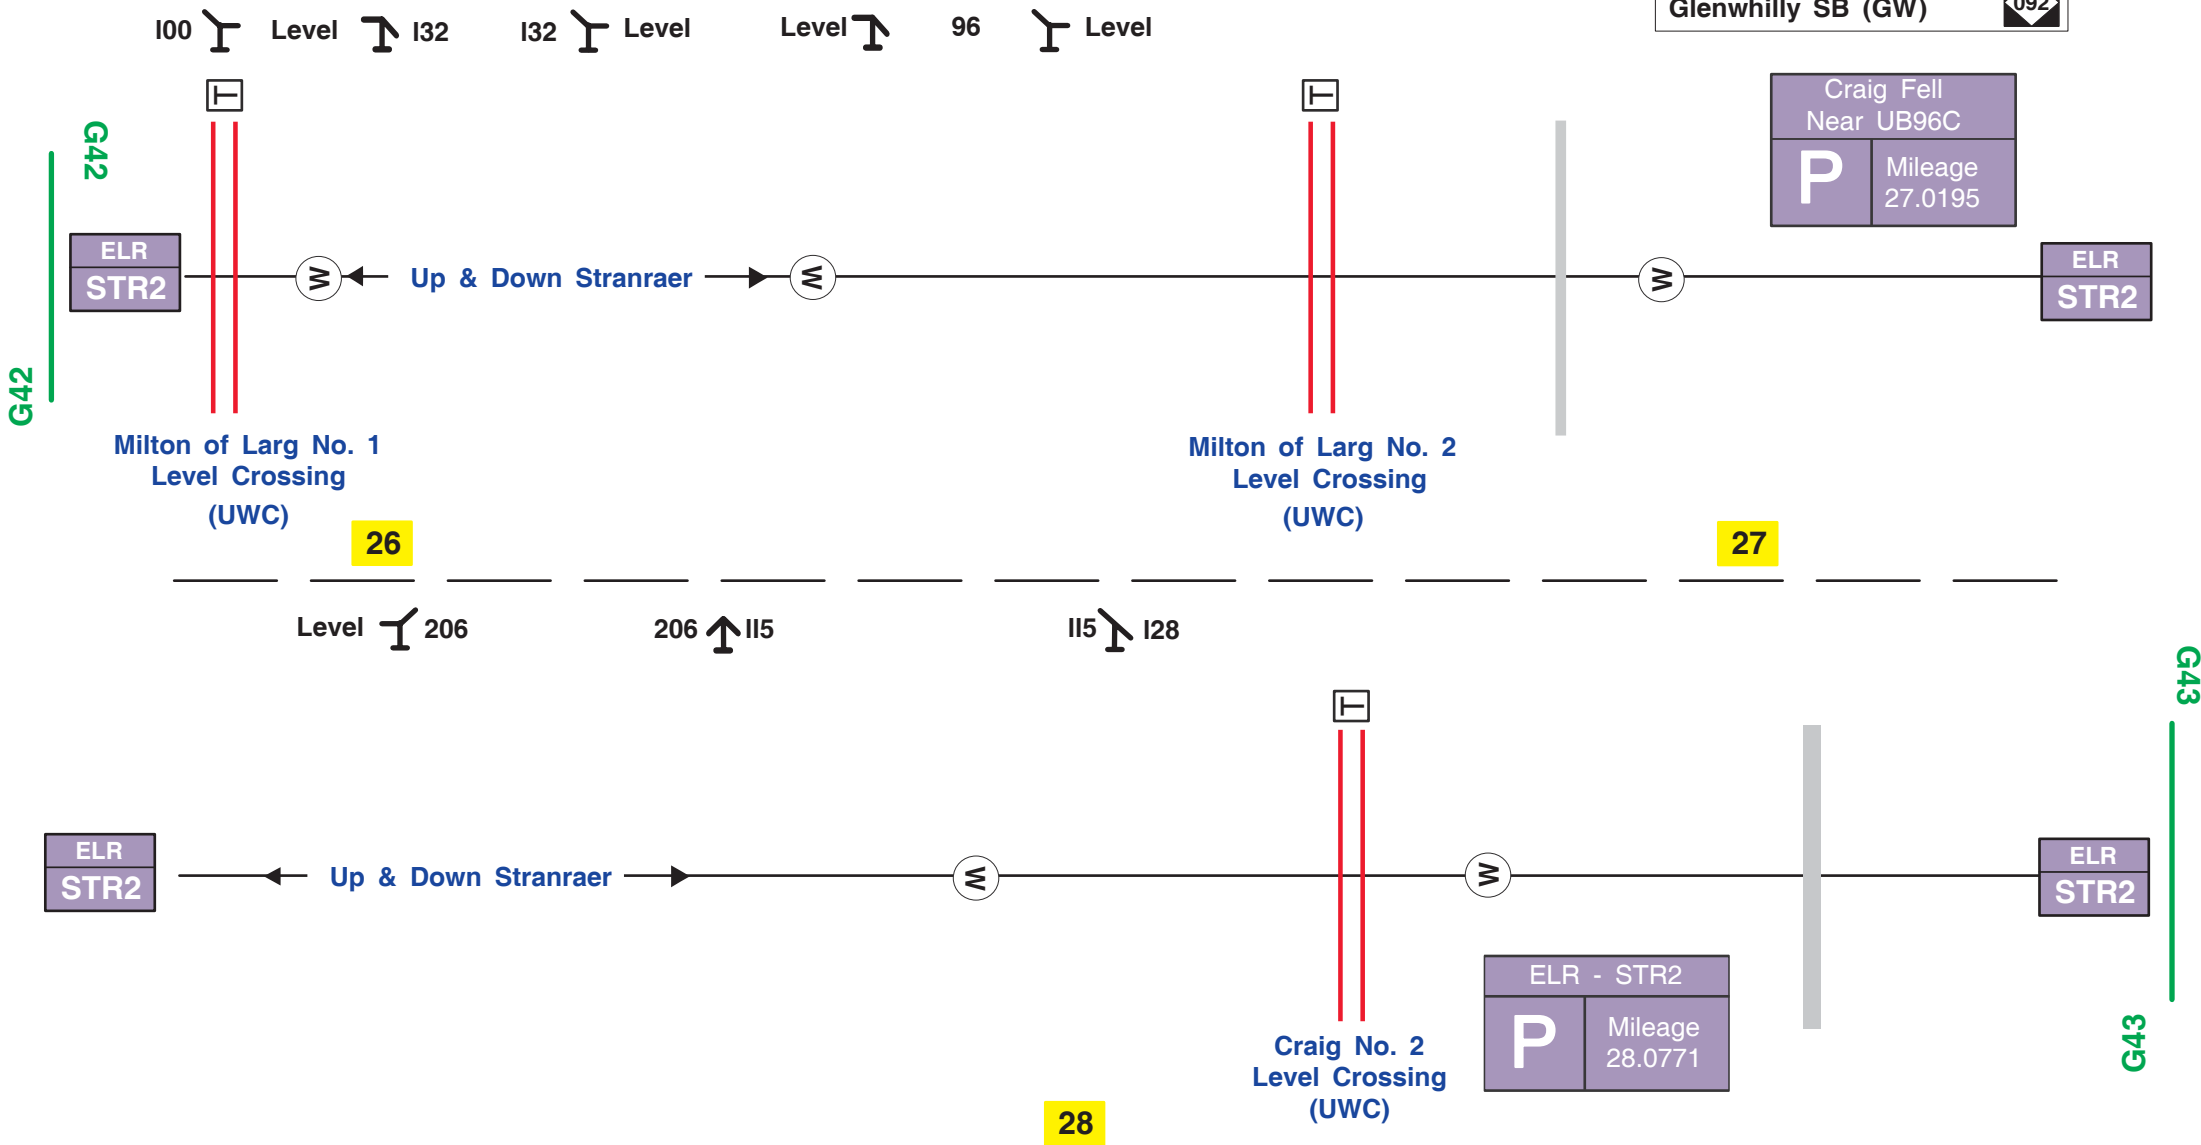 Glenwhilly SB (GW)
092
I00 Level I32 I32 Level Level 96 Level
T
T
Craig Fell
Near UB96C
P
Mileage
27.0195
G42
G42
ELR
STR2
W
Up & Down Stranraer
W
W
ELR
STR2
Milton of Larg No. 1
Level Crossing
(UWC)
Milton of Larg No. 2
Level Crossing
(UWC)
26
27
Level 206 206 II5 II5 I28
T
G43
G43
ELR
STR2
Up & Down Stranraer
W
W
ELR
STR2
Craig No. 2
Level Crossing
(UWC)
ELR - STR2
P
Mileage
28.0771
28